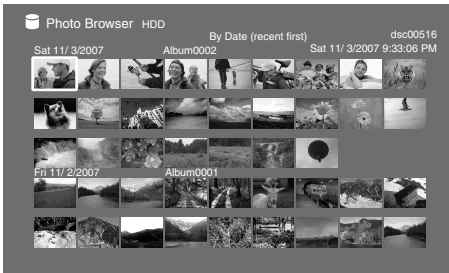 Photo Browser HDD
By Date (recent first)
dsc00516
Sat 11/ 3/2007 Album0002 Sat 11/ 3/2007 9:33:06 PM
Fri 11/ 2/2007 Album0001